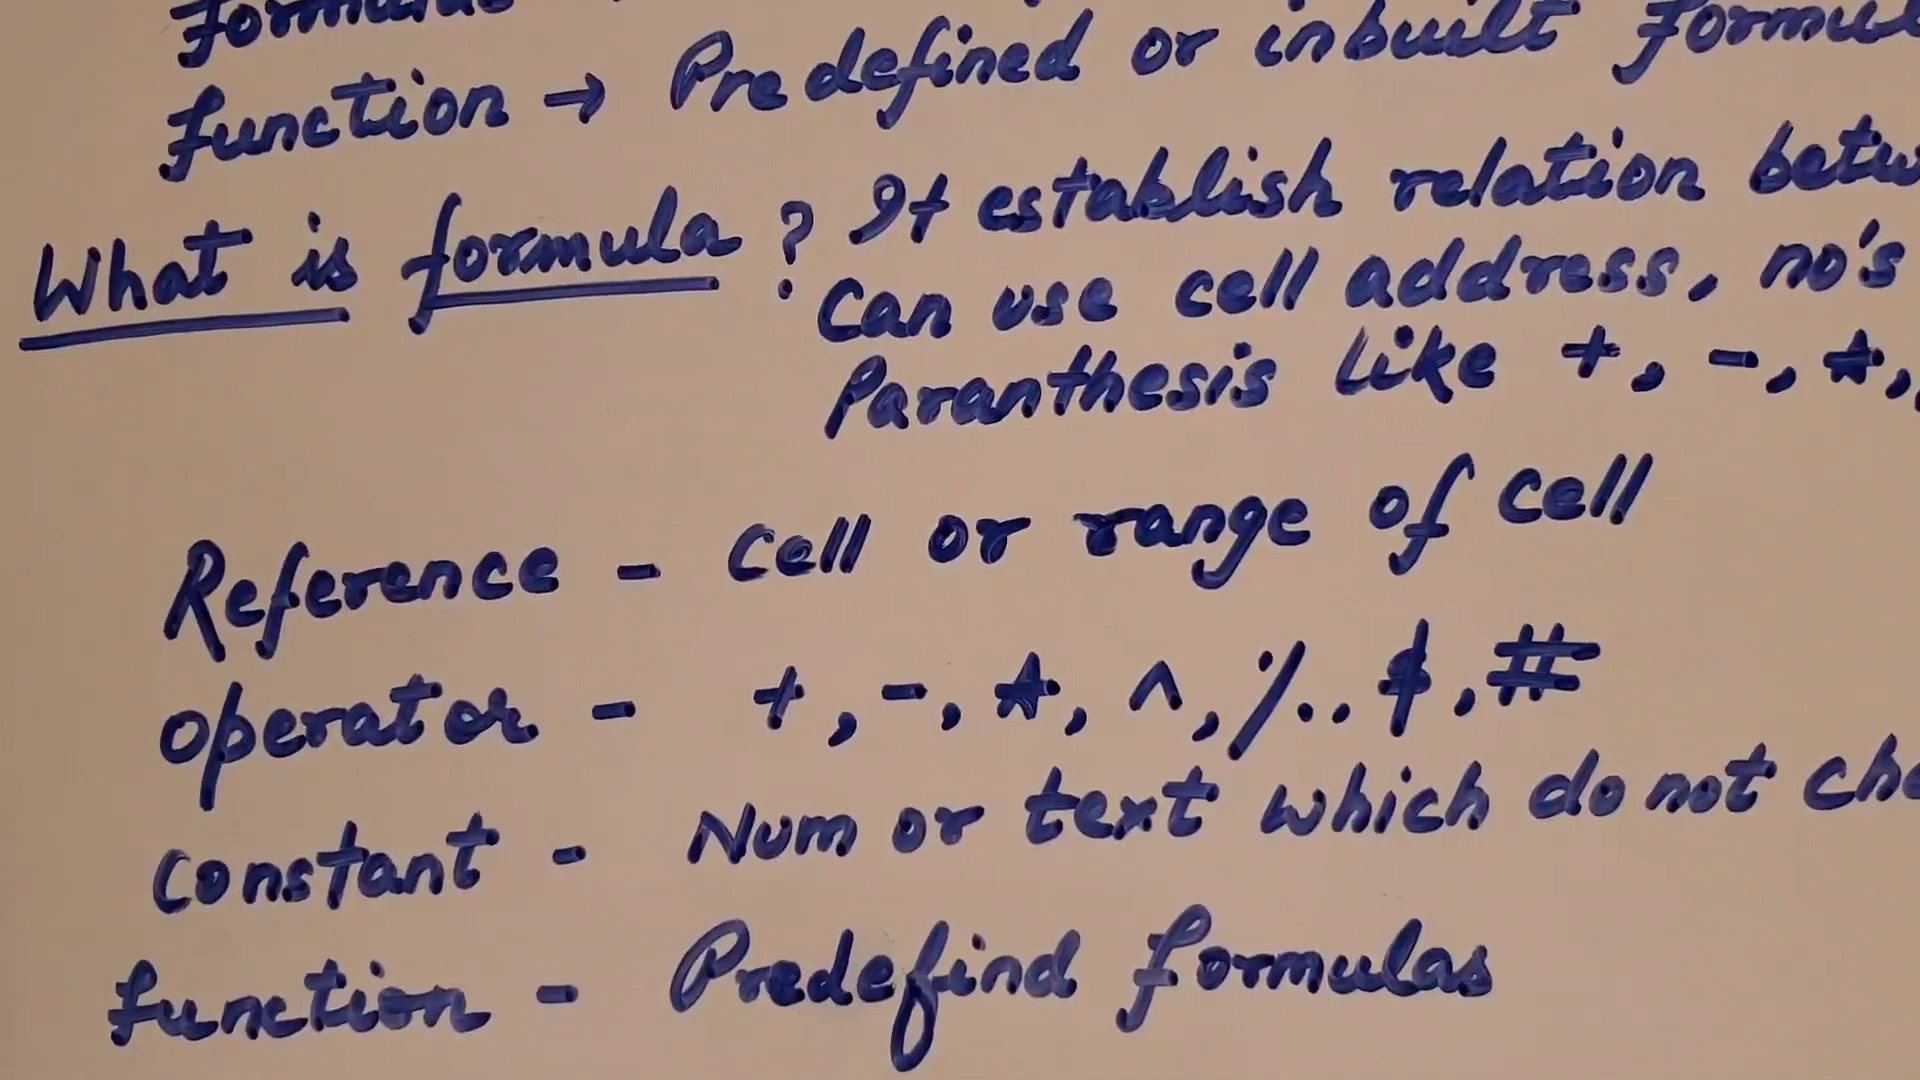 function → Predefined or inbuilt
What is formula ? It establish relation
Can use cell address, no's
Paranthesis like +, -, *,
Reference - Cell or range of cell
operator - +, -, *, ^, %.. $, #
Constant - Num or text which do not
function - Predefind formulas